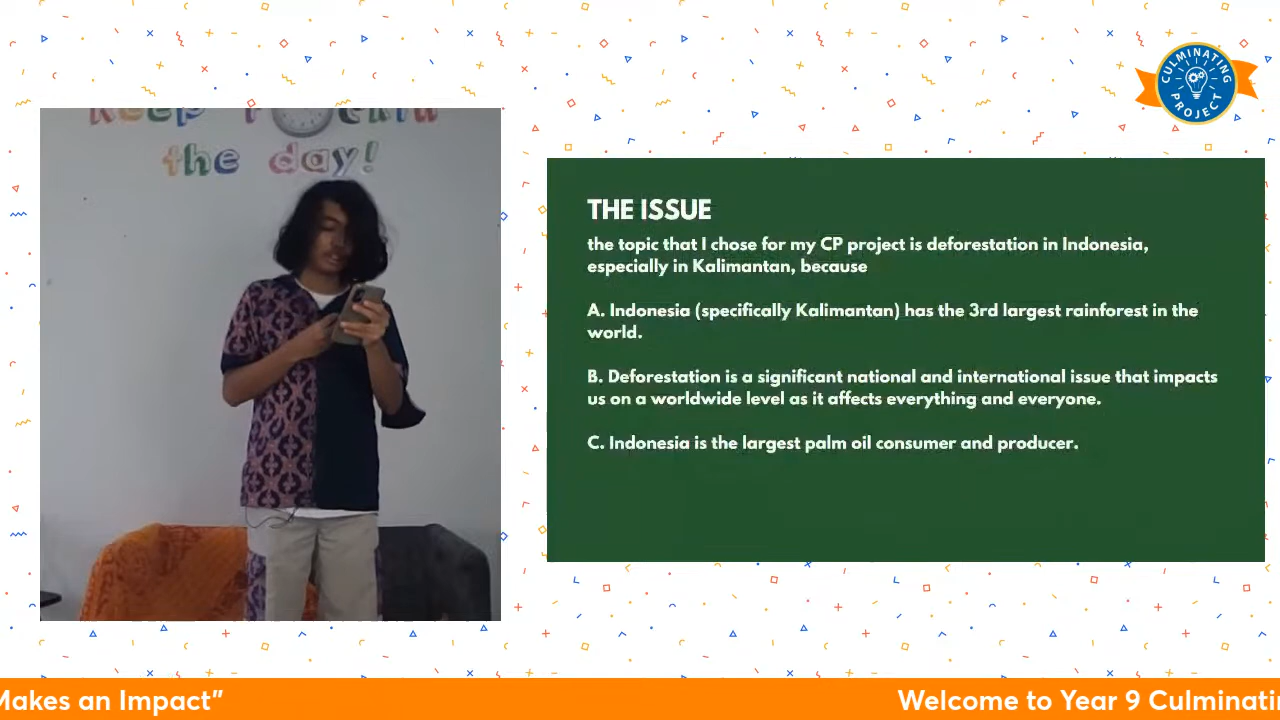 CULMINATING
PROJECT
Keep r ckin
the day!
THE ISSUE
the topic that I chose for my CP project is deforestation in Indonesia,
especially in Kalimantan, because
A. Indonesia (specifically Kalimantan) has the 3rd largest rainforest in the
world.
B. Deforestation is a significant national and international issue that impacts
us on a worldwide level as it affects everything and everyone.
C. Indonesia is the largest palm oil consumer and producer.
Makes an Impact”
Welcome to Year 9 Culminati